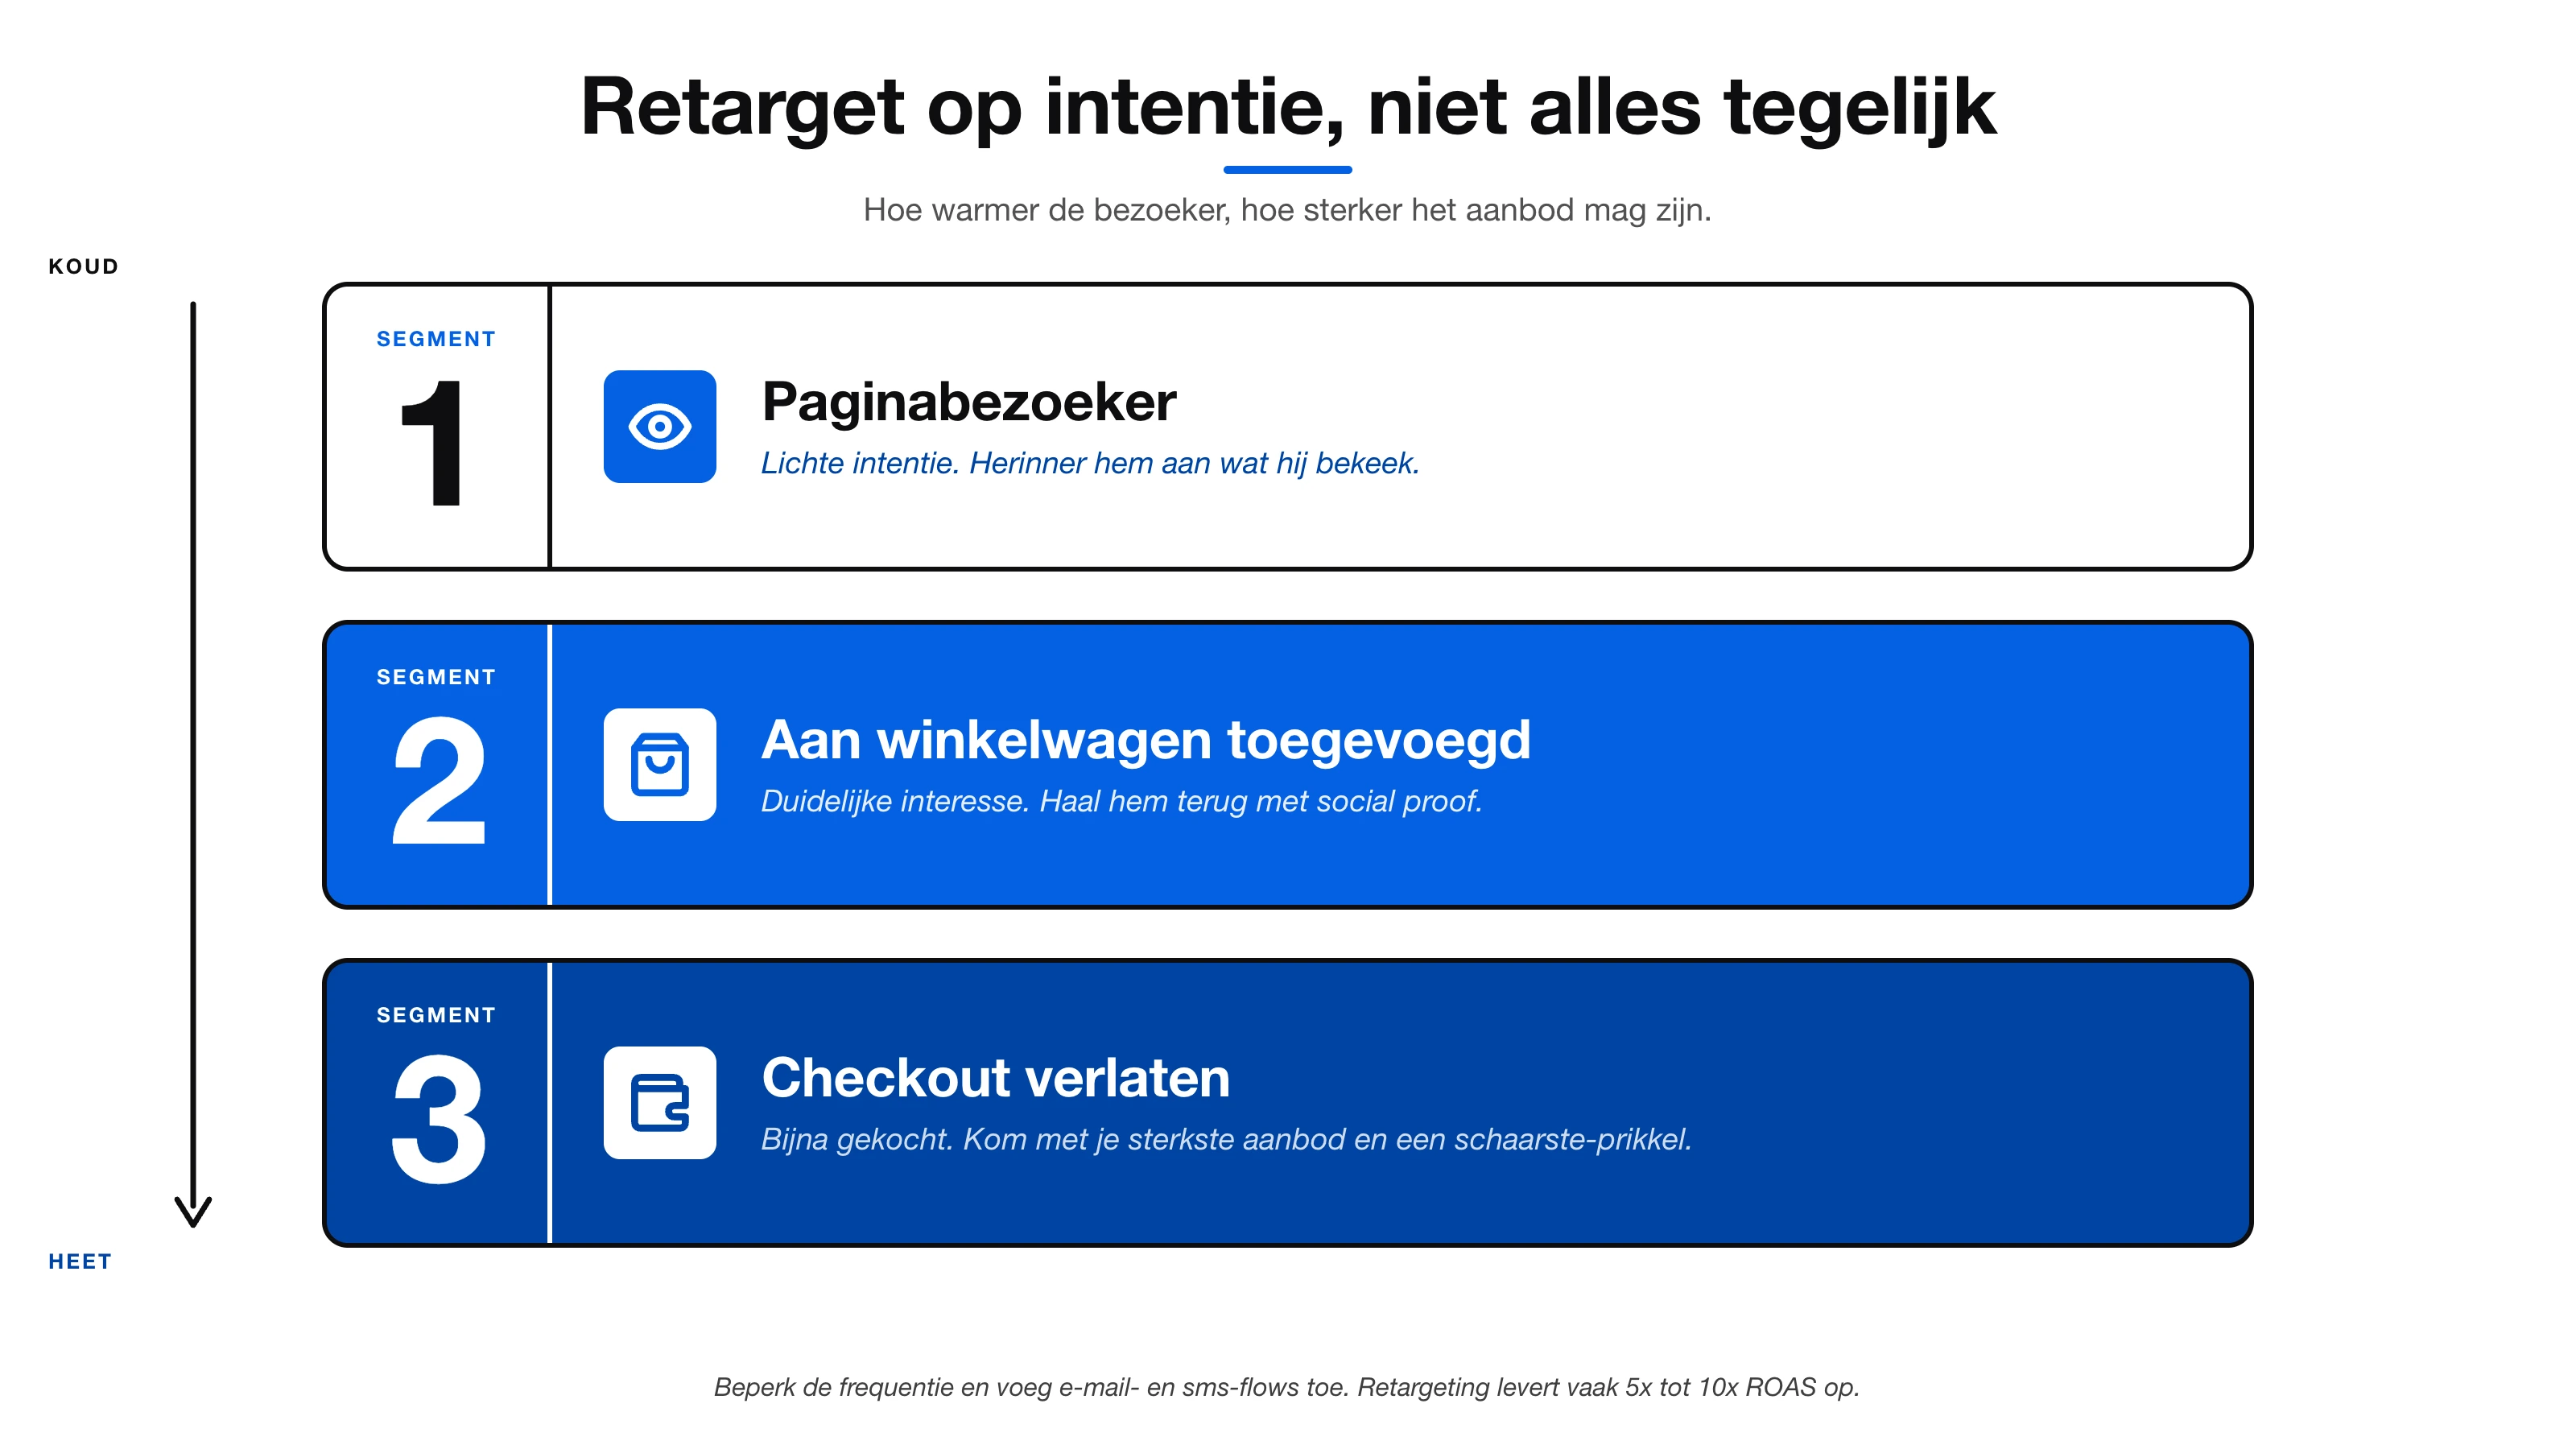 Retarget op intentie, niet alles tegelijk
Hoe warmer de bezoeker, hoe sterker het aanbod mag zijn.
KOUD
SEGMENT
1
Paginabezoeker
Lichte intentie. Herinner hem aan wat hij bekeek.
SEGMENT
2
Aan winkelwagen toegevoegd
Duidelijke interesse. Haal hem terug met social proof.
SEGMENT
3
Checkout verlaten
Bijna gekocht. Kom met je sterkste aanbod en een schaarste-prikkel.
HEET
Beperk de frequentie en voeg e-mail- en sms-flows toe. Retargeting levert vaak 5x tot 10x ROAS op.